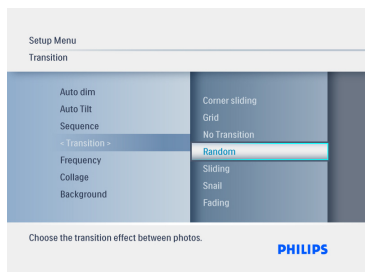 Setup Menu
Transition
Auto dim
Auto Tilt
Sequence
< Transition >
Frequency
Collage
Background
Corner sliding
Grid
No Transition
Random
Sliding
Snail
Fading
Choose the transition effect between photos.
PHILIPS